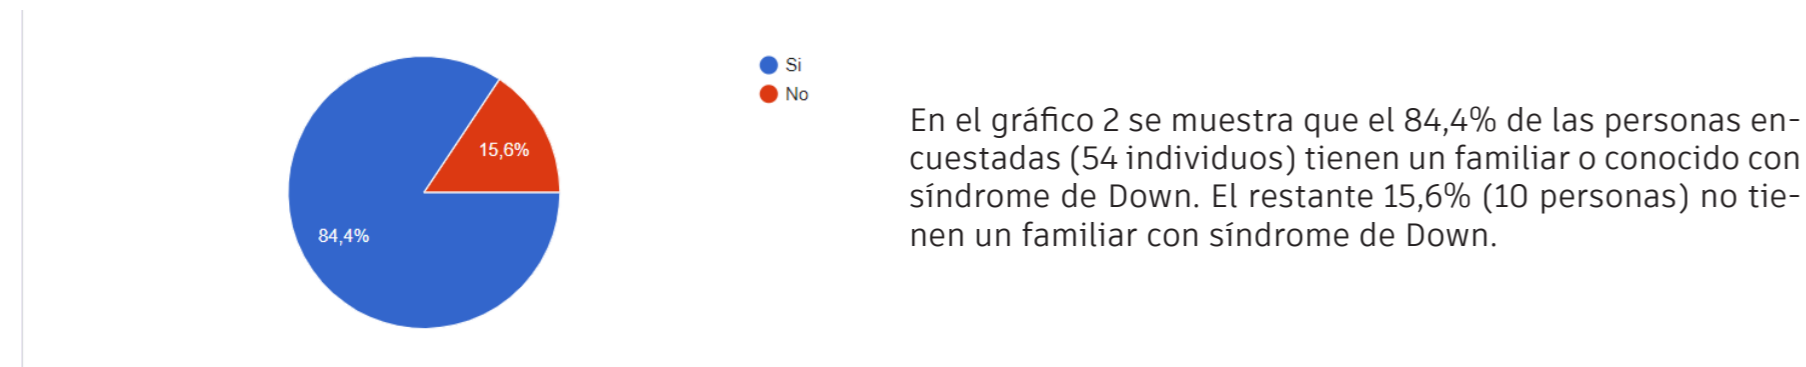 Si
No
15,6%
84,4%
En el gráfico 2 se muestra que el 84,4% de las personas en-
cuestadas (54 individuos) tienen un familiar o conocido con
síndrome de Down. El restante 15,6% (10 personas) no tie-
nen un familiar con síndrome de Down.